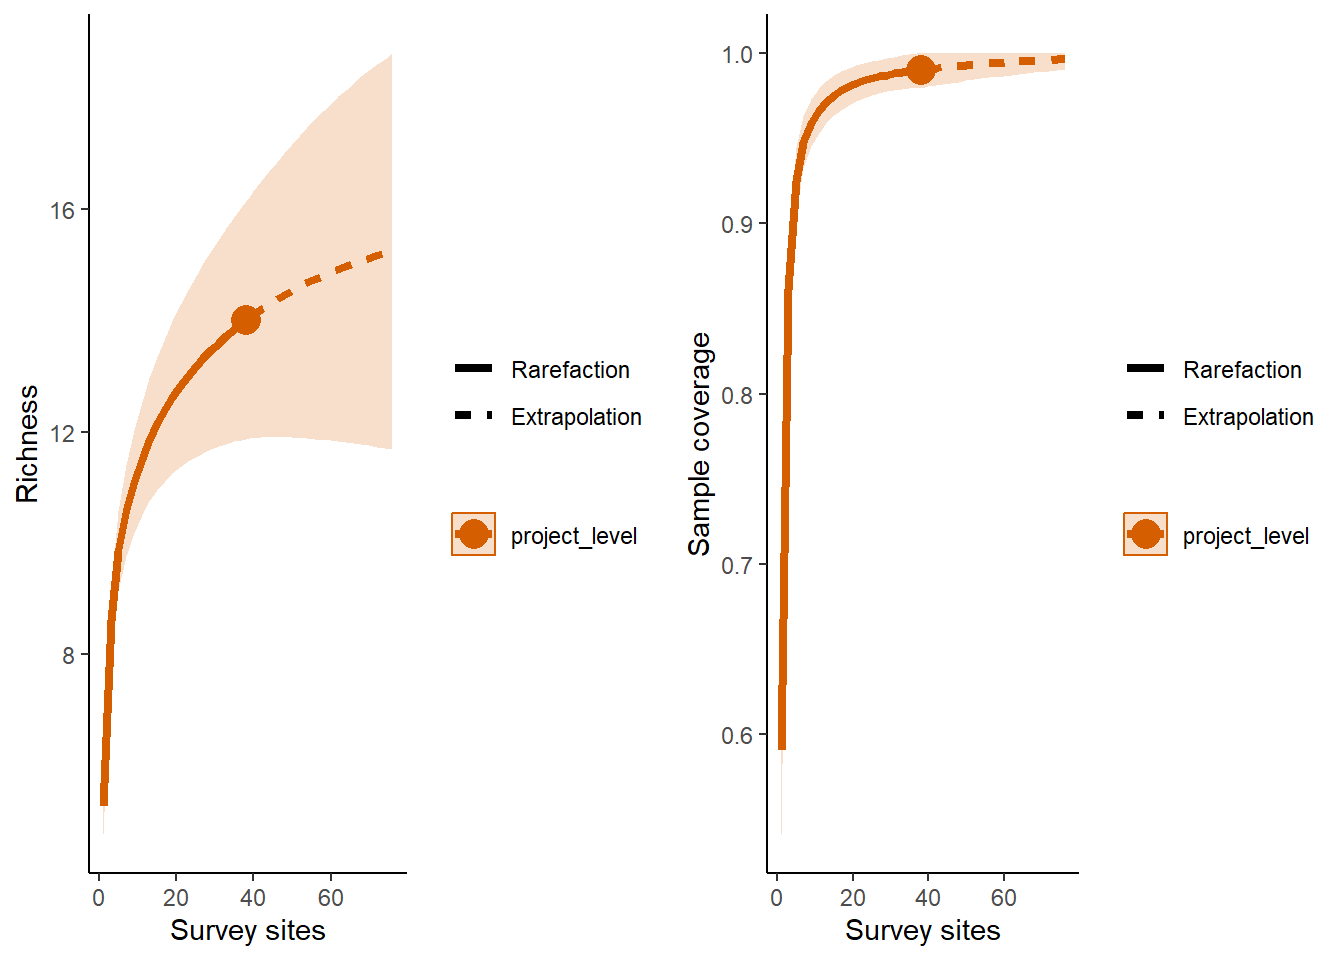 Richness
16
12
8
0 20 40 60
Survey sites
Rarefaction
Extrapolation
project_level
Sample coverage
1.0
0.9
0.8
0.7
0.6
0 20 40 60
Survey sites
Rarefaction
Extrapolation
project_level